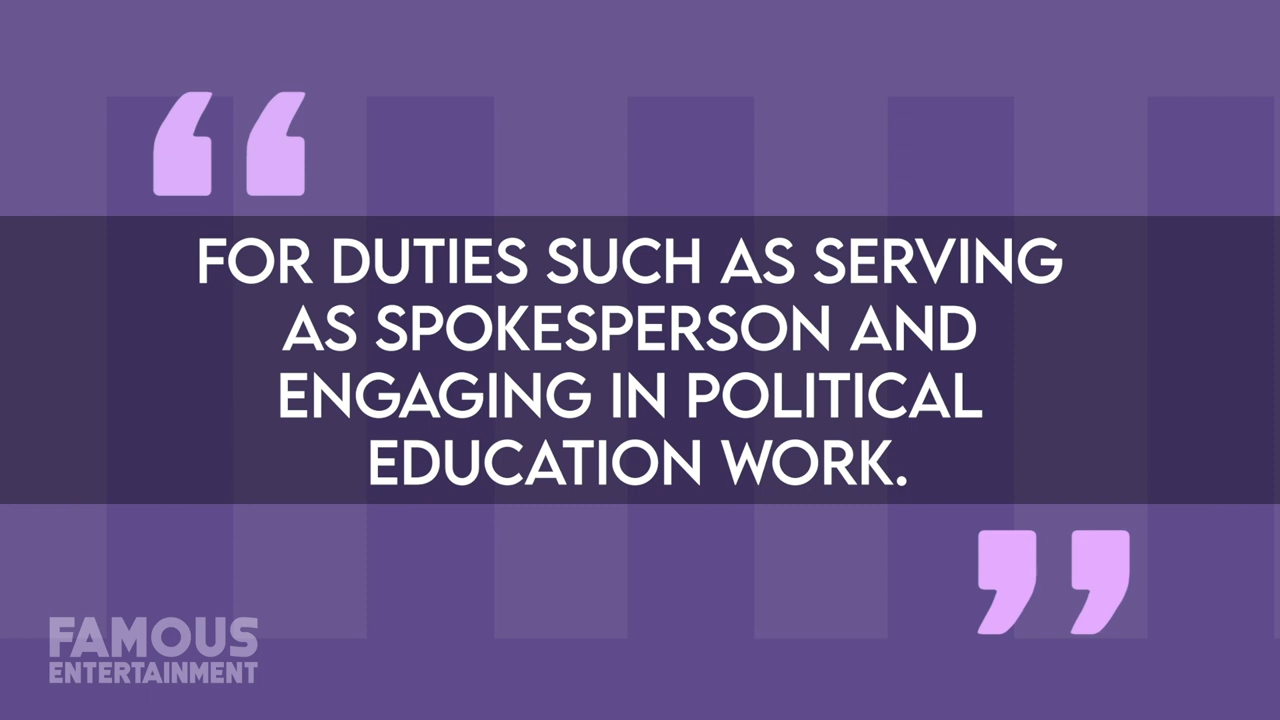 “
FOR DUTIES SUCH AS SERVING
AS SPOKESPERSON AND
ENGAGING IN POLITICAL
EDUCATION WORK.
”
FAMOUS
ENTERTAINMENT